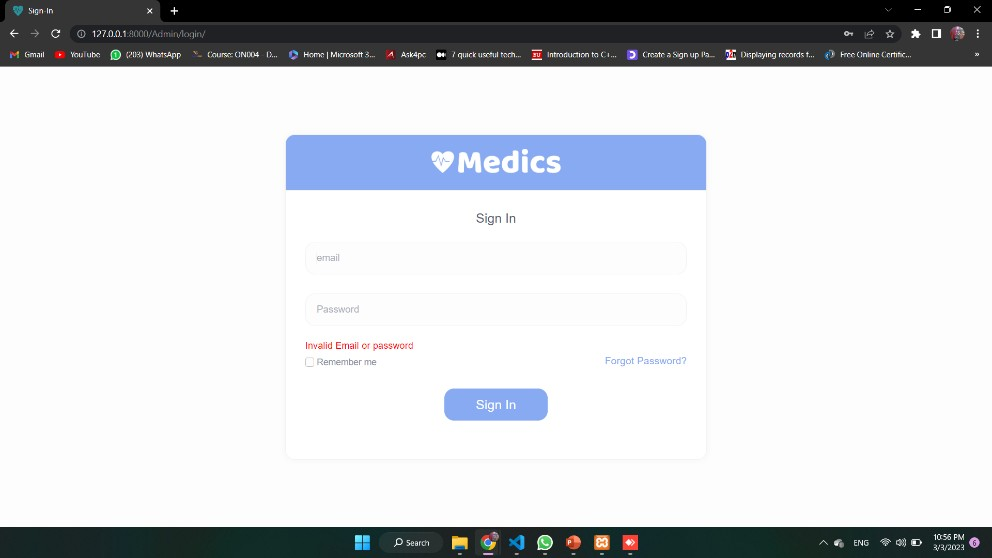 Sign-In
127.0.0.1:8000/Admin/login/
Gmail
YouTube
(203) WhatsApp
Course: ON004 - D...
Home | Microsoft 3...
Ask4pc
7 quick useful tech...
Introduction to C+...
Create a Sign up Pa...
Displaying records f...
Free Online Certific...
»
Medics
Sign In
email
Password
Invalid Email or password
Remember me
Forgot Password?
Sign In
Search
ENG
10:56 PM
3/3/2023
6